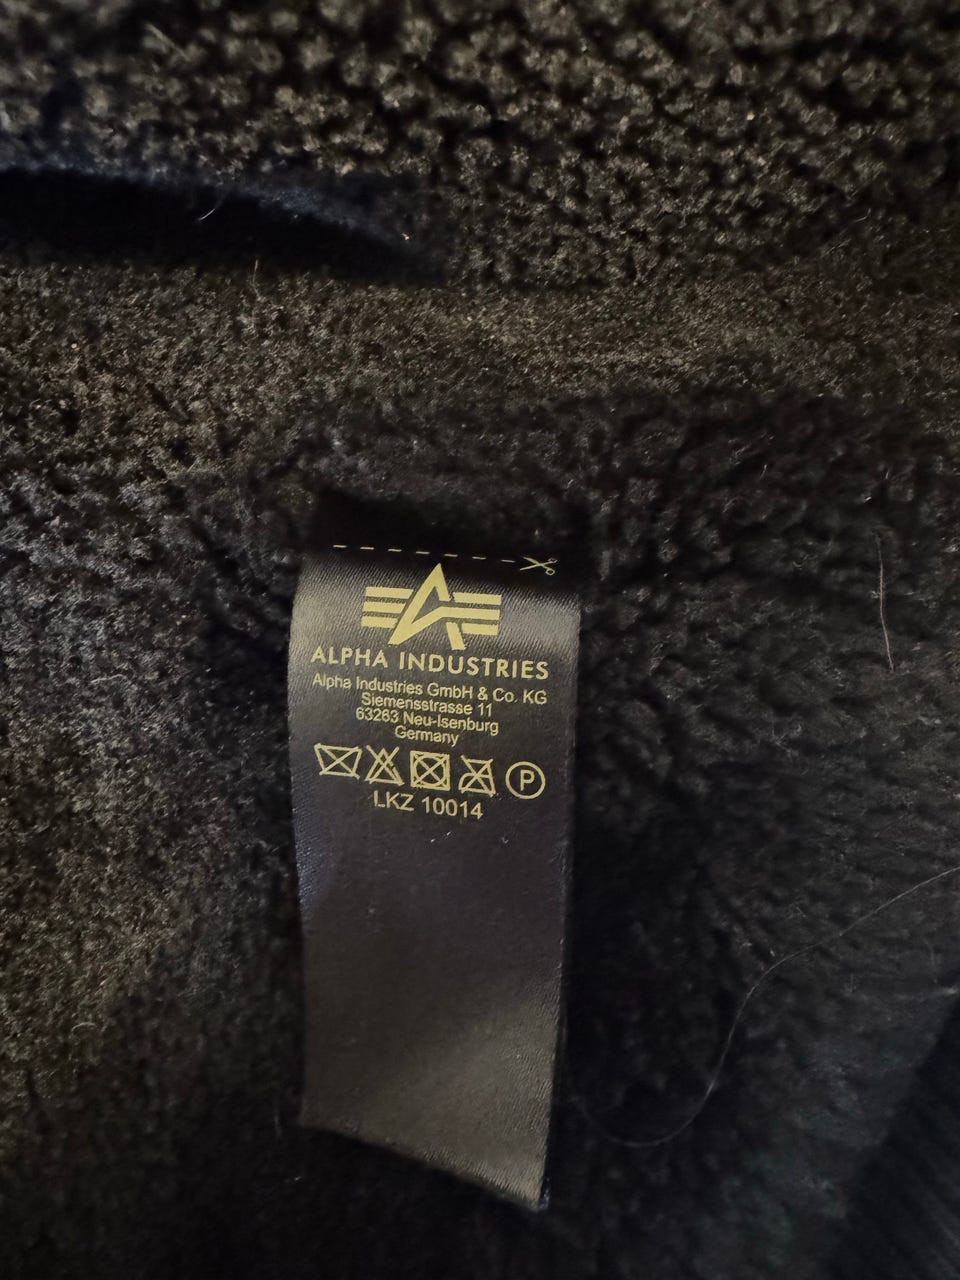 ALPHA INDUSTRIES
Alpha Industries GmbH & Co. KG
Siemensstrasse 11
63263 Neu-Isenburg
Germany
P
LKZ 10014